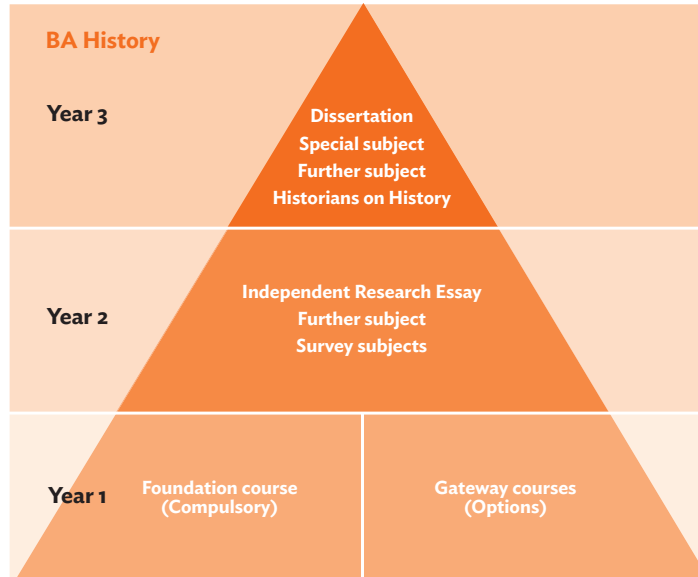 BA History
Year 3
Dissertation
Special subject
Further subject
Historians on History
Year 2
Independent Research Essay
Further subject
Survey subjects
Year 1
Foundation course
(Compulsory)
Gateway courses
(Options)